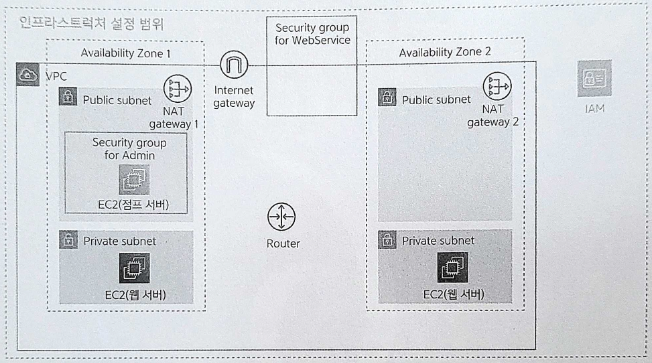 인프라스트럭처 설정 범위
Security group
for WebService
Availability Zone 1
Availability Zone 2
VPC
Internet
gateway
Public subnet
NAT
gateway 1
Public subnet
NAT
gateway 2
IAM
Security group
for Admin
EC2(점프 서버)
Router
Private subnet
EC2(웹 서버)
Private subnet
EC2(웹 서버)